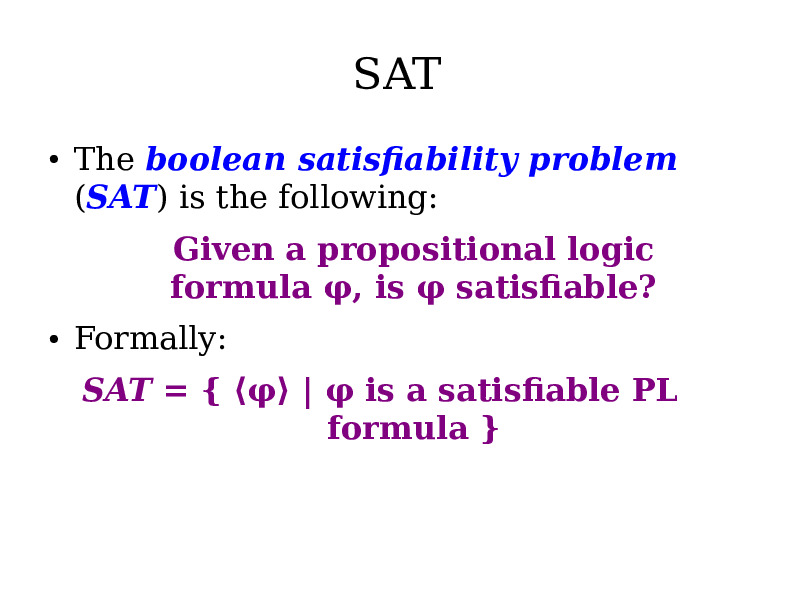 SAT
• The boolean satisfiability problem
(SAT) is the following:
Given a propositional logic
formula φ, is φ satisfiable?
• Formally:
SAT = { ⟨φ⟩ | φ is a satisfiable PL
formula }